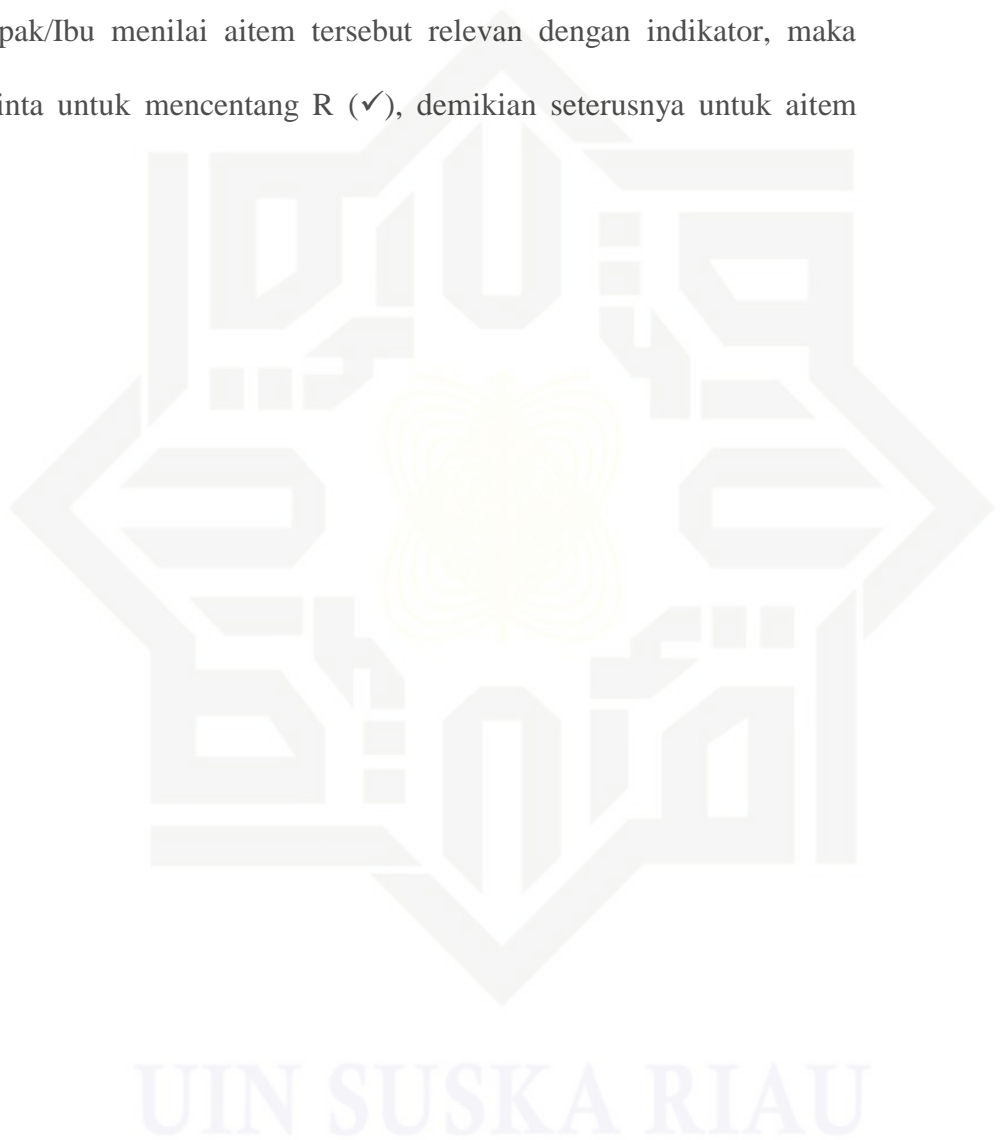 pak/Ibu menilai aitem tersebut relevan dengan indikator, maka
inta untuk mencentang R (✓), demikian seterusnya untuk aitem
UIN SUSKA RIAU